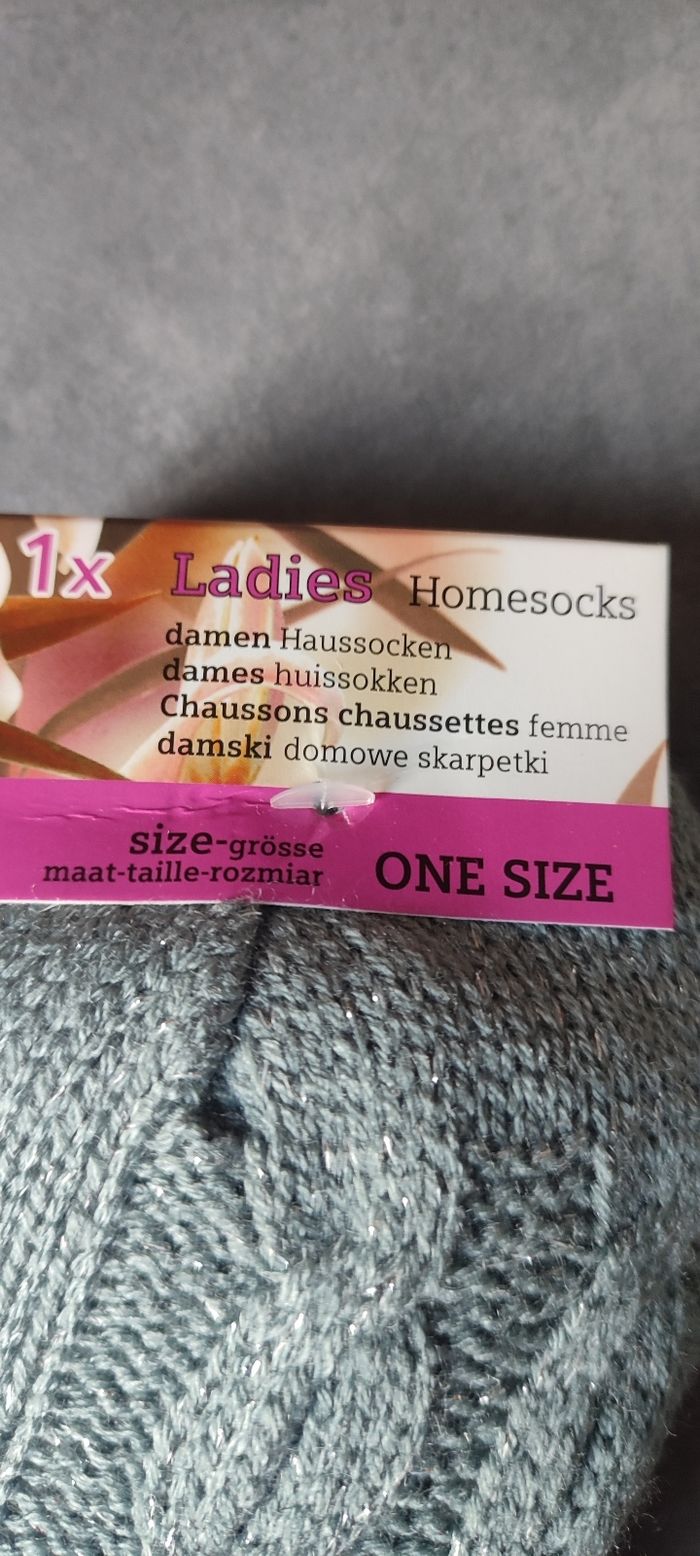 1x Ladies Homesocks
damen Haussocken
dames huissokken
Chaussons chaussettes femme
damski domowe skarpetki
size-grösse
maat-taille-rozmiar
ONE SIZE